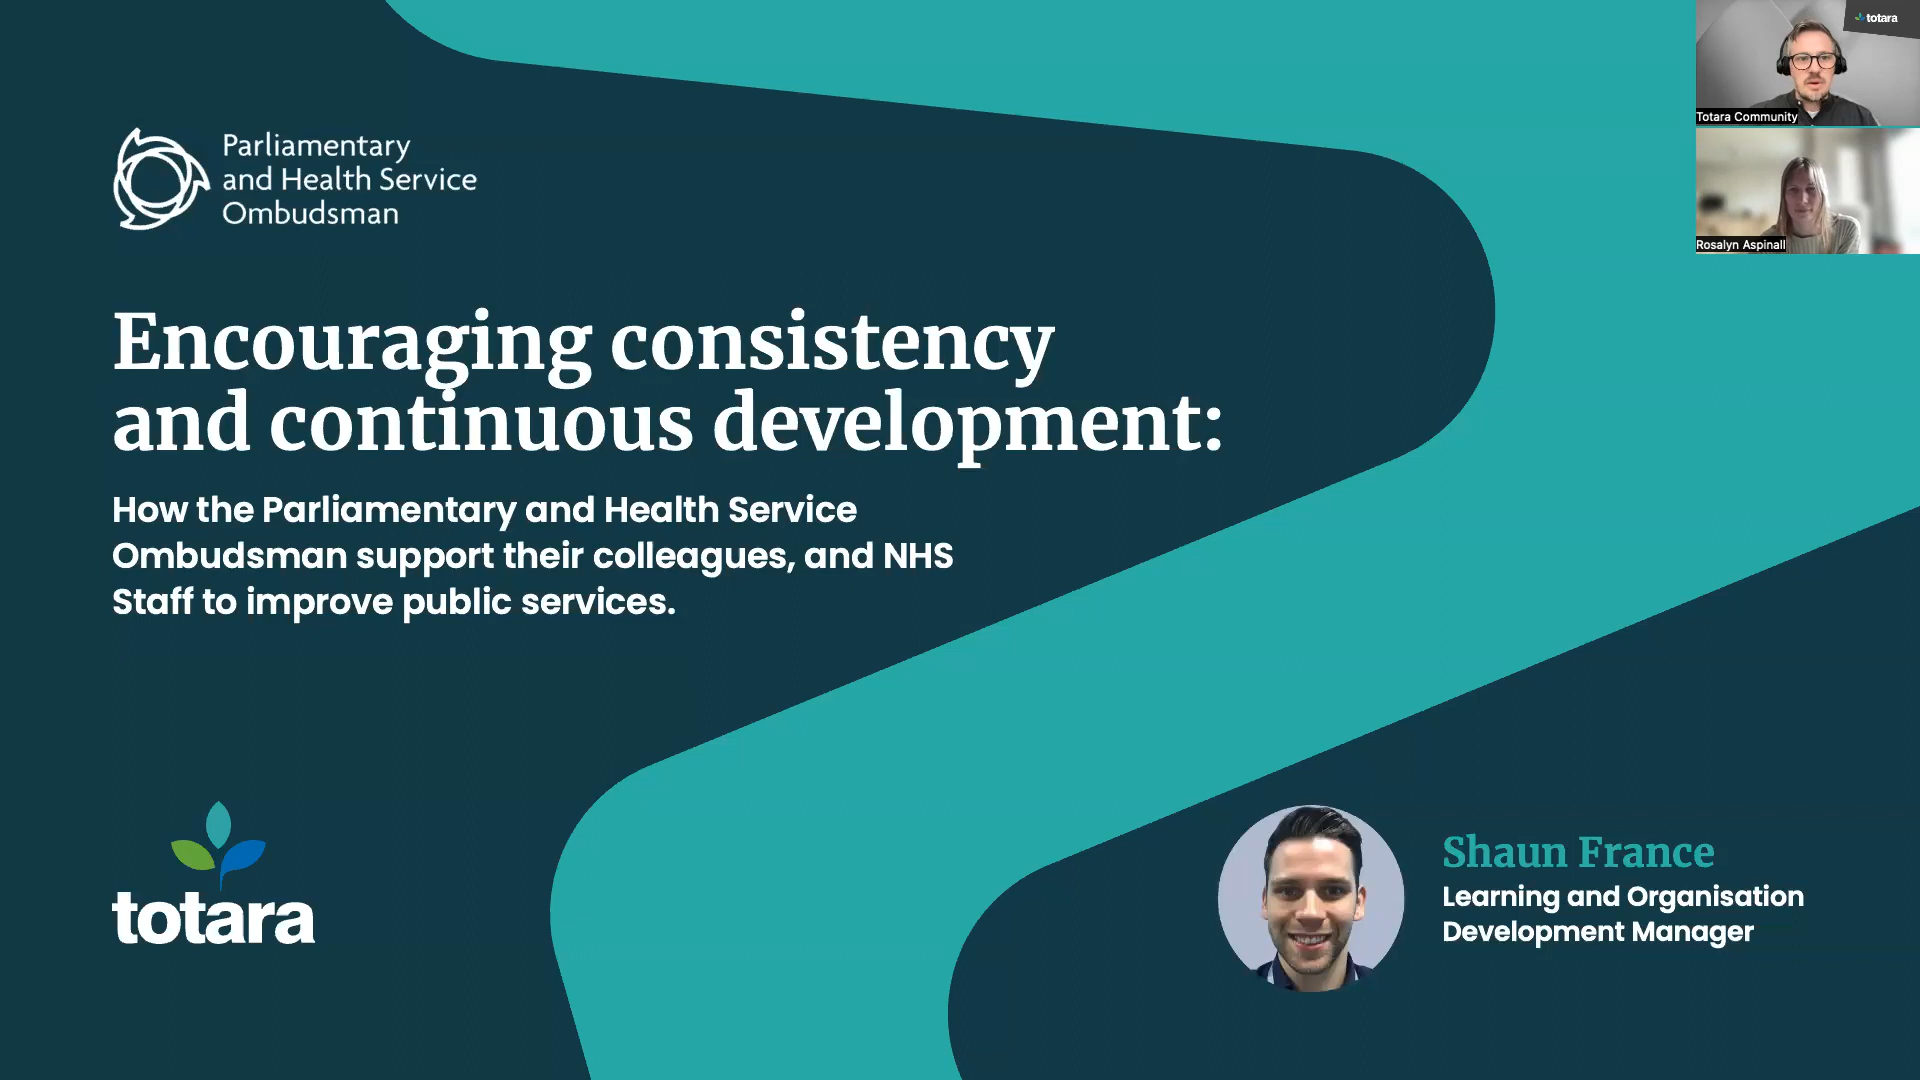 totara
Totara Community
Rosalyn Aspinall
Parliamentary
and Health Service
Ombudsman
Encouraging consistency
and continuous development:
How the Parliamentary and Health Service
Ombudsman support their colleagues, and NHS
Staff to improve public services.
totara
Shaun France
Learning and Organisation
Development Manager